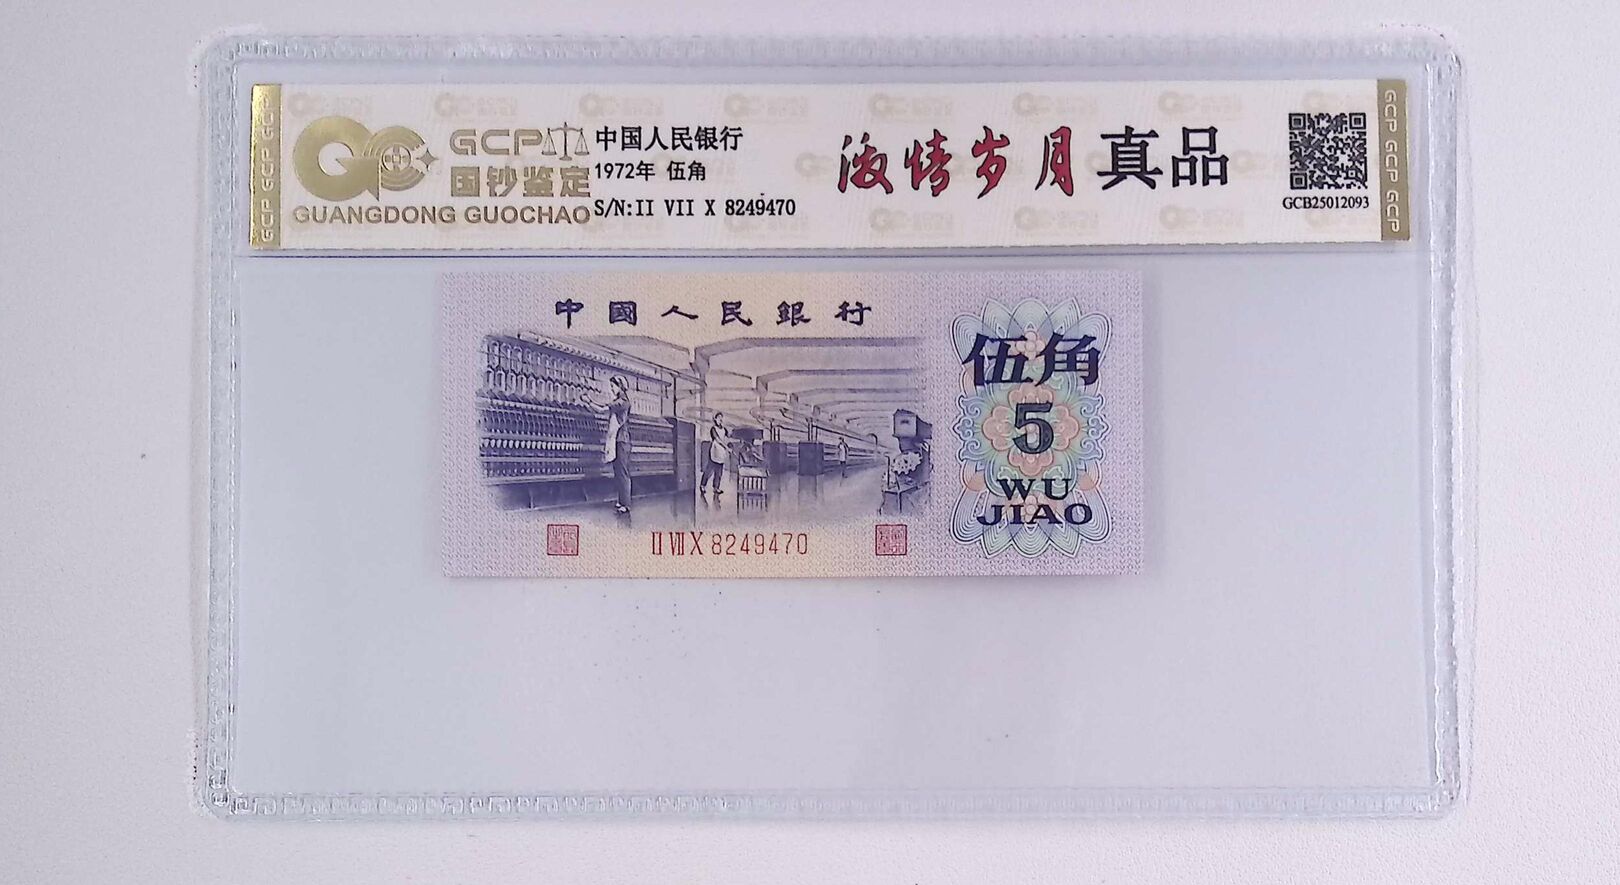 GCP
国钞鉴定
GUANGDONG GUOCHAO
中国人民银行
1972年 伍角
S/N:II VII X 8249470
激情岁月 真品
GCB25012093
GCP GCP GCP
GCP GCP GCP
中國人民銀行
伍角
5
WU
JIAO
II VII X 8249470